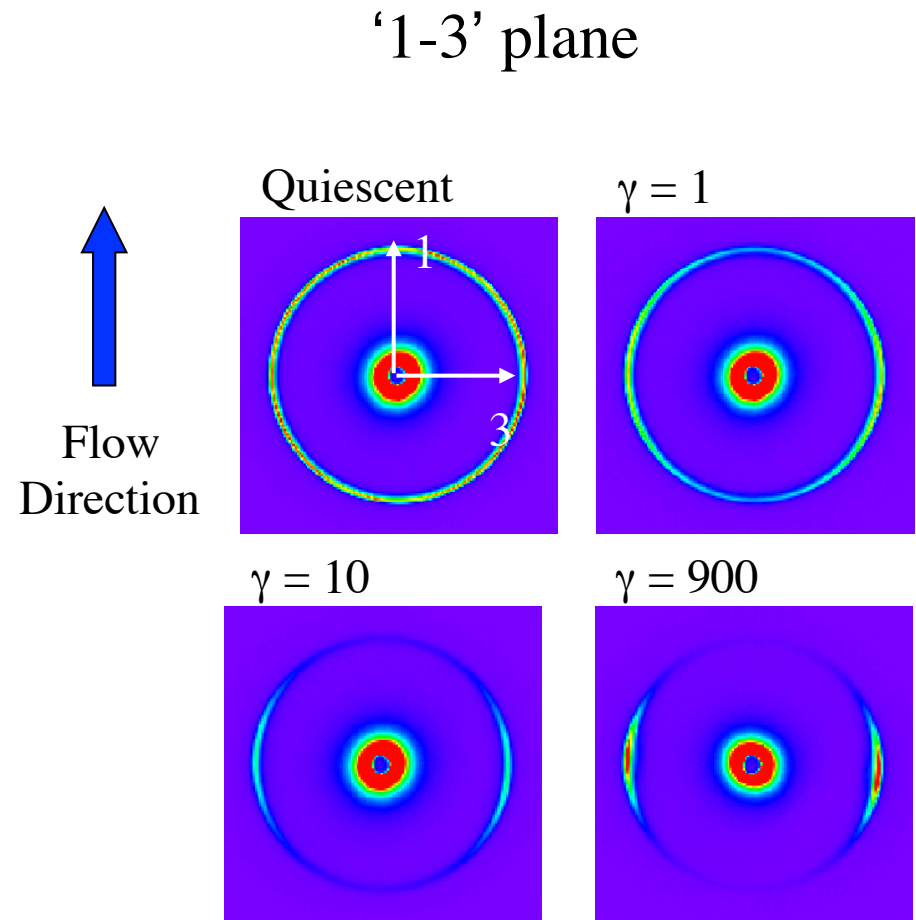 ‘1-3’ plane
Quiescent
γ = 1
1
3
Flow
Direction
γ = 10
γ = 900